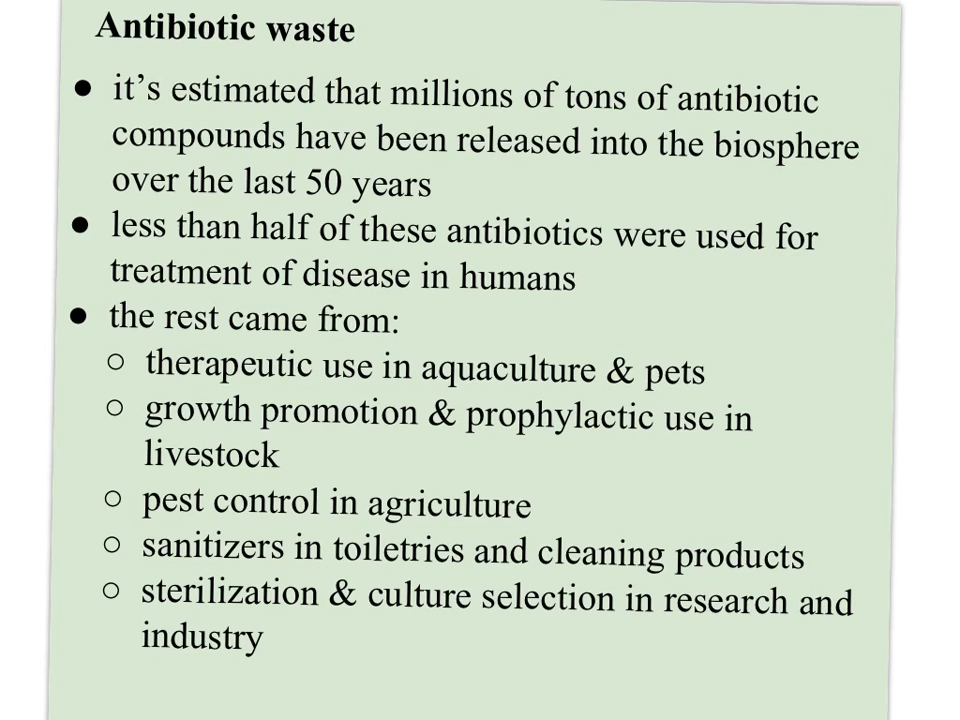 Antibiotic waste
● it’s estimated that millions of tons of antibiotic
compounds have been released into the biosphere
over the last 50 years
● less than half of these antibiotics were used for
treatment of disease in humans
● the rest came from:
○ therapeutic use in aquaculture & pets
○ growth promotion & prophylactic use in
livestock
○ pest control in agriculture
○ sanitizers in toiletries and cleaning products
○ sterilization & culture selection in research and
industry